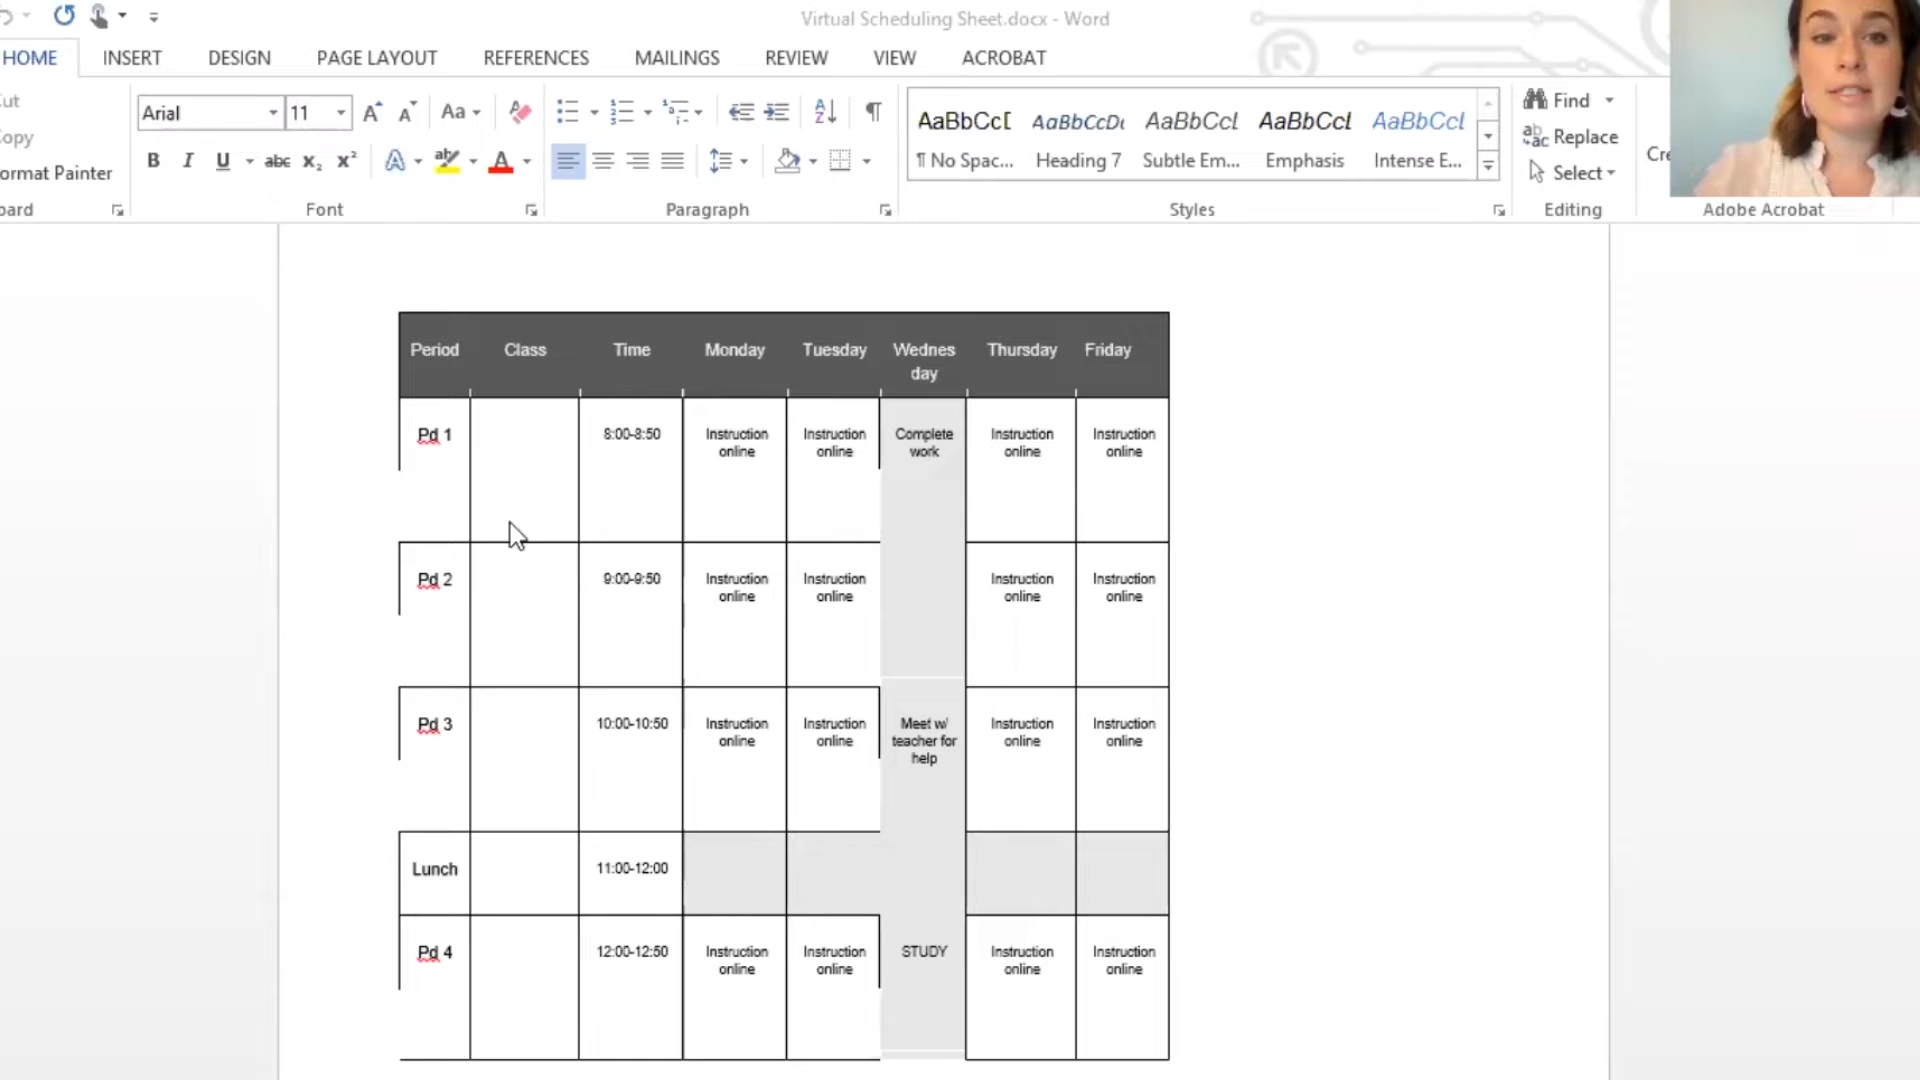 Virtual Scheduling Sheet.docx - Word
HOME INSERT DESIGN PAGE LAYOUT REFERENCES MAILINGS REVIEW VIEW ACROBAT
Arial 11 Aa
B I U abc x₂ x² A ab A
AaBbCcD AaBbCcDc AaBbCcL AaBbCcL AaBbCcL
¶ No Spac... Heading 7 Subtle Em... Emphasis Intense E...
Find
Replace
Select
ormat Painter
Font Paragraph Styles Editing Adobe Acrobat
Period Class Time Monday Tuesday Wednes Thursday Friday
day
Pd 1 8:00-8:50 Instruction Instruction Complete Instruction Instruction
online online work online online
Pd 2 9:00-9:50 Instruction Instruction Instruction Instruction
online online online online
Pd 3 10:00-10:50 Instruction Instruction Meet w/ Instruction Instruction
online online teacher for online online
help
Lunch 11:00-12:00
Pd 4 12:00-12:50 Instruction Instruction STUDY Instruction Instruction
online online online online